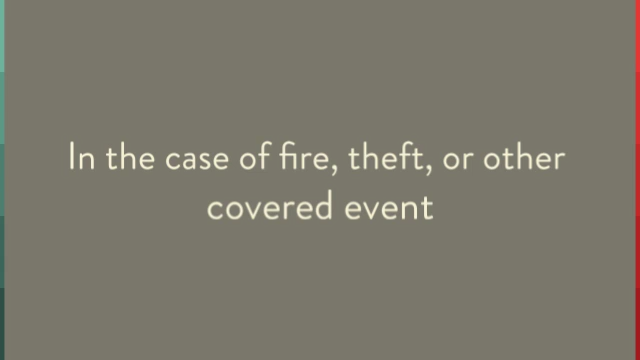 In the case of fire, theft, or other
covered event